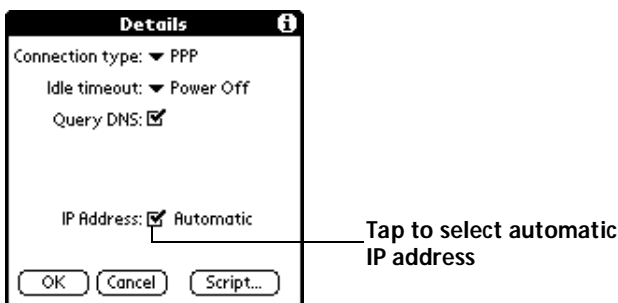 Details
Connection type: PPP
Idle timeout: Power Off
Query DNS:
IP Address: Automatic
Tap to select automatic
IP address
OK Cancel Script...